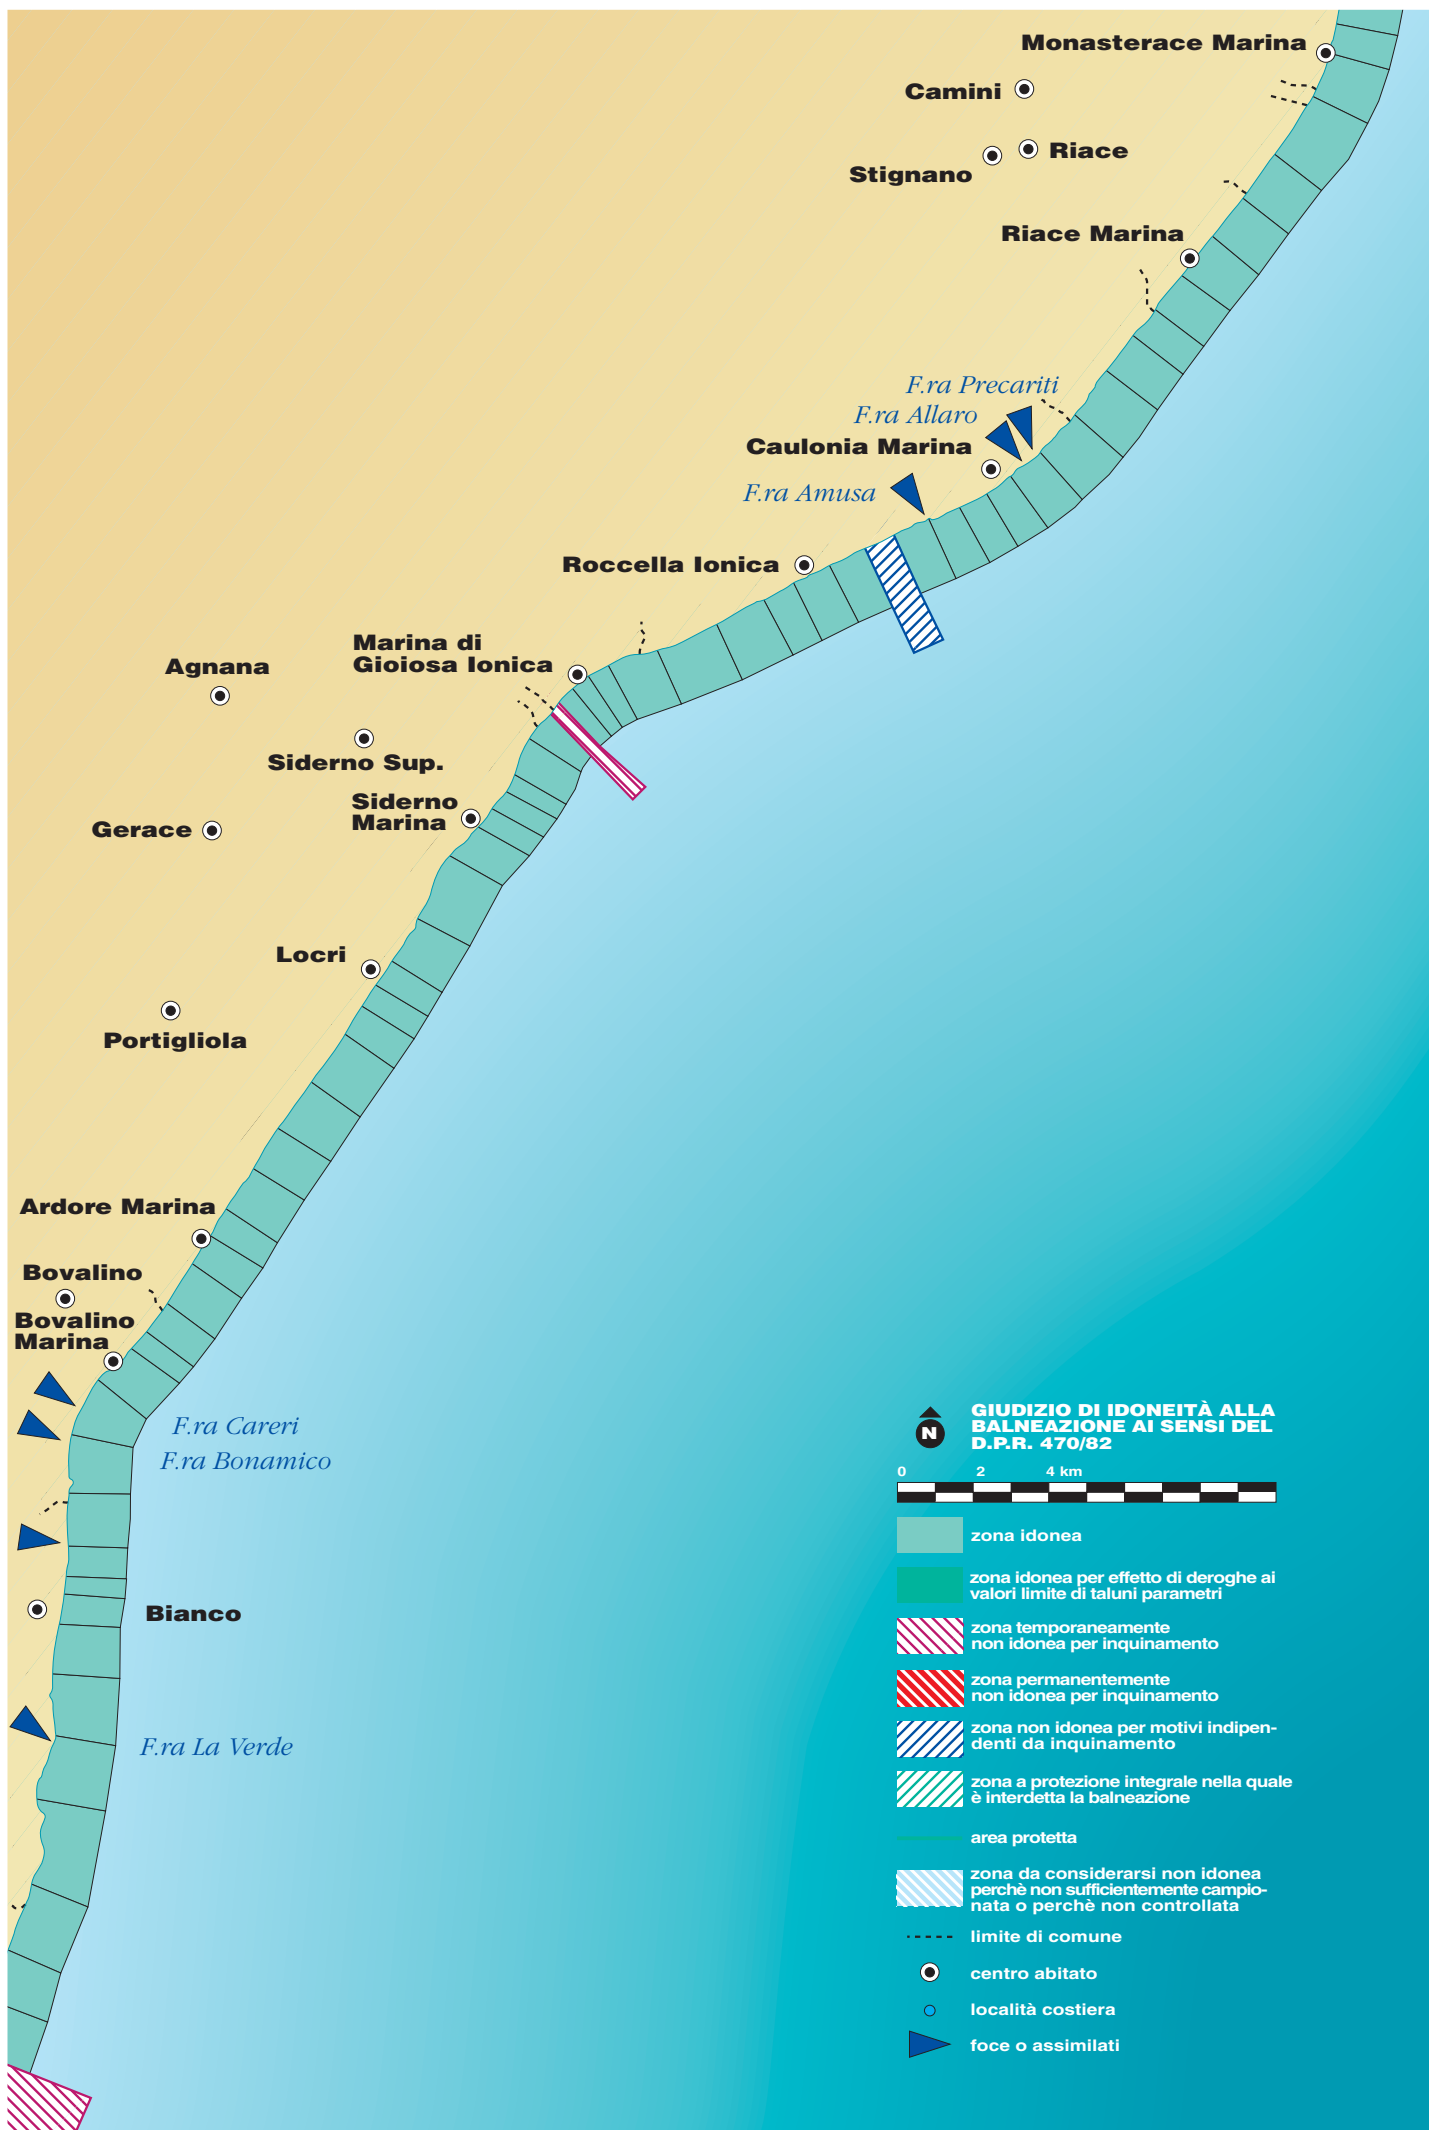 Monasterace Marina
Camini
Riace
Stignano
Riace Marina
F.ra Precariti
F.ra Allaro
Caulonia Marina
F.ra Amusa
Roccella Ionica
Marina di
Gioiosa Ionica
Agnana
Siderno Sup.
Siderno
Marina
Gerace
Locri
Portigliola
Ardore Marina
Bovalino
Bovalino
Marina
F.ra Careri
F.ra Bonamico
Bianco
F.ra La Verde
N
GIUDIZIO DI IDONEITÀ ALLA
BALNEAZIONE AI SENSI DEL
D.P.R. 470/82
0 2 4 km
zona idonea
zona idonea per effetto di deroghe ai
valori limite di taluni parametri
zona temporaneamente
non idonea per inquinamento
zona permanentemente
non idonea per inquinamento
zona non idonea per motivi indipen-
denti da inquinamento
zona a protezione integrale nella quale
è interdetta la balneazione
area protetta
zona da considerarsi non idonea
perchè non sufficientemente campio-
nata o perchè non controllata
limite di comune
centro abitato
località costiera
foce o assimilati